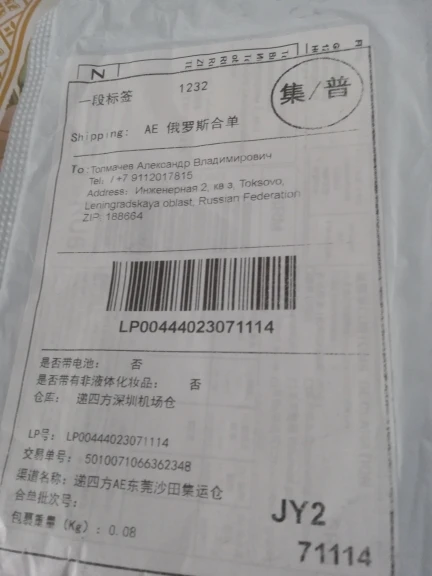 N
一段标签
1232
集/普
Shipping: AE 俄罗斯合单
To: Толмачев Александр Владимирович
Tel: / +7 9112017815
Address: Инженерная 2, кв 3, Toksovo,
Leningradskaya oblast, Russian Federation
ZIP: 188664
LP00444023071114
是否带电池: 否
是否带有非液体化妆品: 否
仓库: 递四方深圳机场仓
LP号: LP00444023071114
交易单号: 5010071066362348
渠道名称: 递四方AE东莞沙田集运仓
合单批次号:
包裹重量 (Kg) : 0.08
JY2
71114